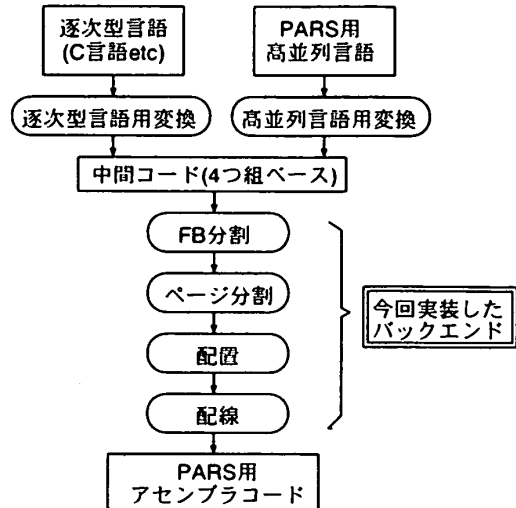 逐次型言語
(C言語etc)
PARS用
高並列言語
逐次型言語用変換
高並列言語用変換
中間コード(4つ組ベース)
FB分割
ページ分割
配置
配線
今回実装した
バックエンド
PARS用
アセンブラコード